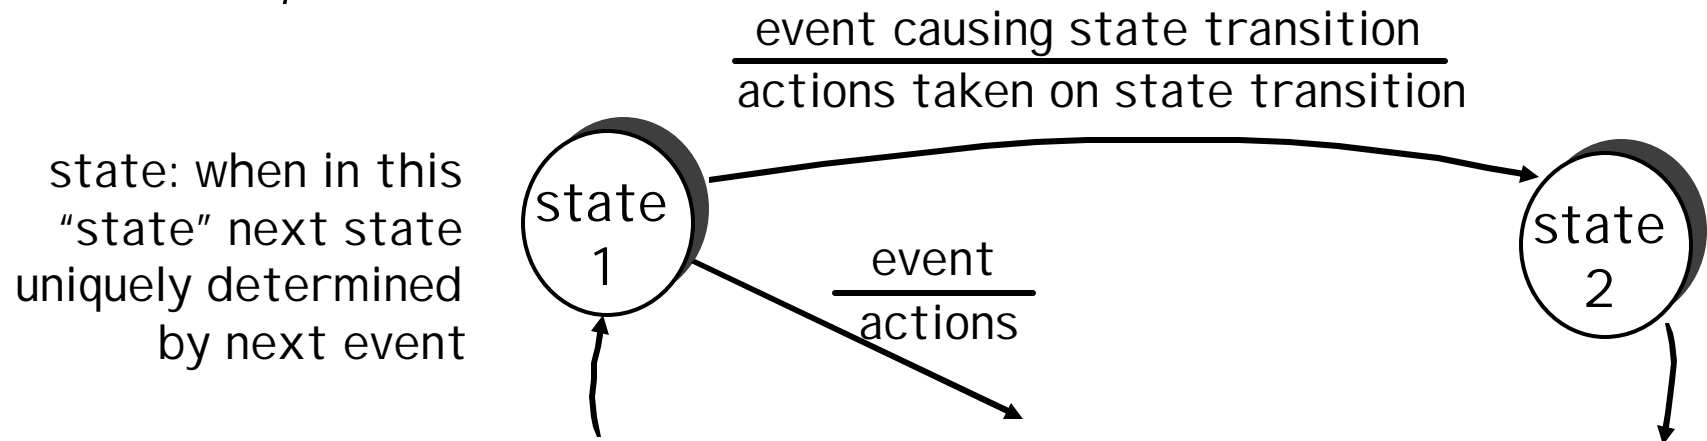 event causing state transition
actions taken on state transition
state: when in this
“state” next state
uniquely determined
by next event
state
1
event
actions
state
2